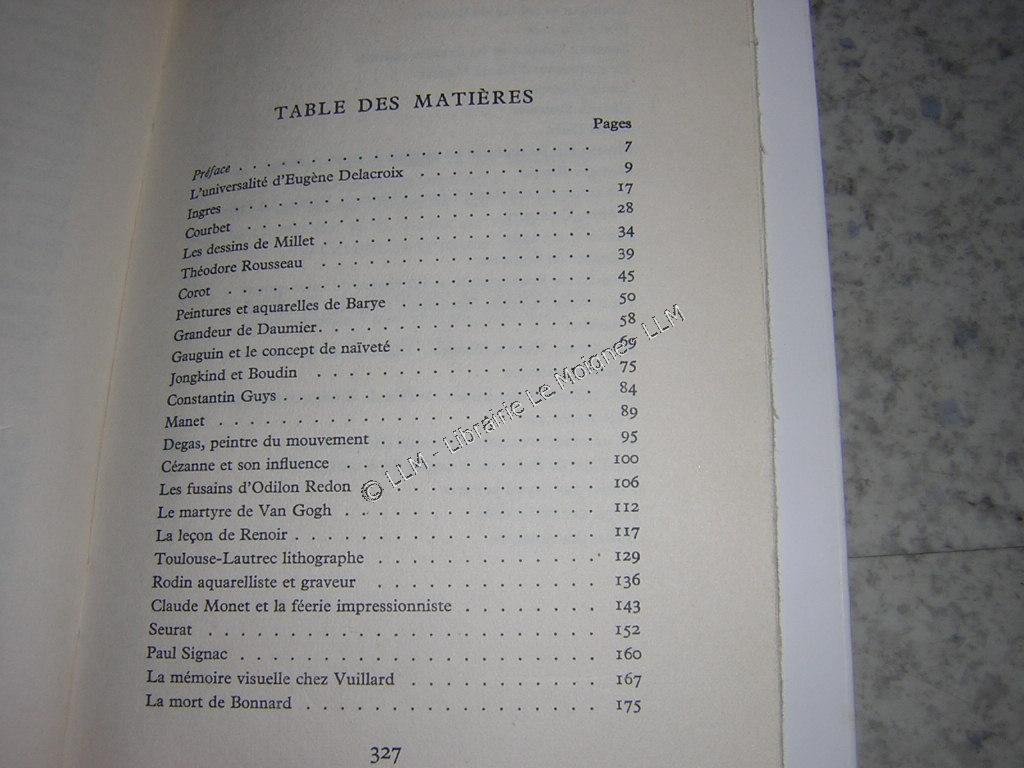 TABLE DES MATIÈRES
Pages
Préface . . . . . . . . . . . . . . . . . . . . 7
L'universalité d'Eugène Delacroix . . . . . . . . . 9
Ingres . . . . . . . . . . . . . . . . . . . . 17
Courbet . . . . . . . . . . . . . . . . . . . 28
Les dessins de Millet . . . . . . . . . . . . . . 34
Théodore Rousseau . . . . . . . . . . . . . . 39
Corot . . . . . . . . . . . . . . . . . . . . 45
Peintures et aquarelles de Barye . . . . . . . . . . 50
Grandeur de Daumier . . . . . . . . . . . . . . 58
Gauguin et le concept de naïveté . . . . . . . . . . 69
Jongkind et Boudin . . . . . . . . . . . . . . 75
Constantin Guys . . . . . . . . . . . . . . . . 84
Manet . . . . . . . . . . . . . . . . . . . . 89
Degas, peintre du mouvement . . . . . . . . . . . 95
Cézanne et son influence . . . . . . . . . . . . . 100
Les fusains d'Odilon Redon . . . . . . . . . . . 106
Le martyre de Van Gogh . . . . . . . . . . . . . 112
La leçon de Renoir . . . . . . . . . . . . . . . 117
Toulouse-Lautrec lithographe . . . . . . . . . . . 129
Rodin aquarelliste et graveur . . . . . . . . . . . 136
Claude Monet et la féerie impressionniste . . . . . . . 143
Seurat . . . . . . . . . . . . . . . . . . . . 152
Paul Signac . . . . . . . . . . . . . . . . . . 160
La mémoire visuelle chez Vuillard . . . . . . . . . . 167
La mort de Bonnard . . . . . . . . . . . . . . . 175
327
© LLM - Librairie Le Moigne - LLM